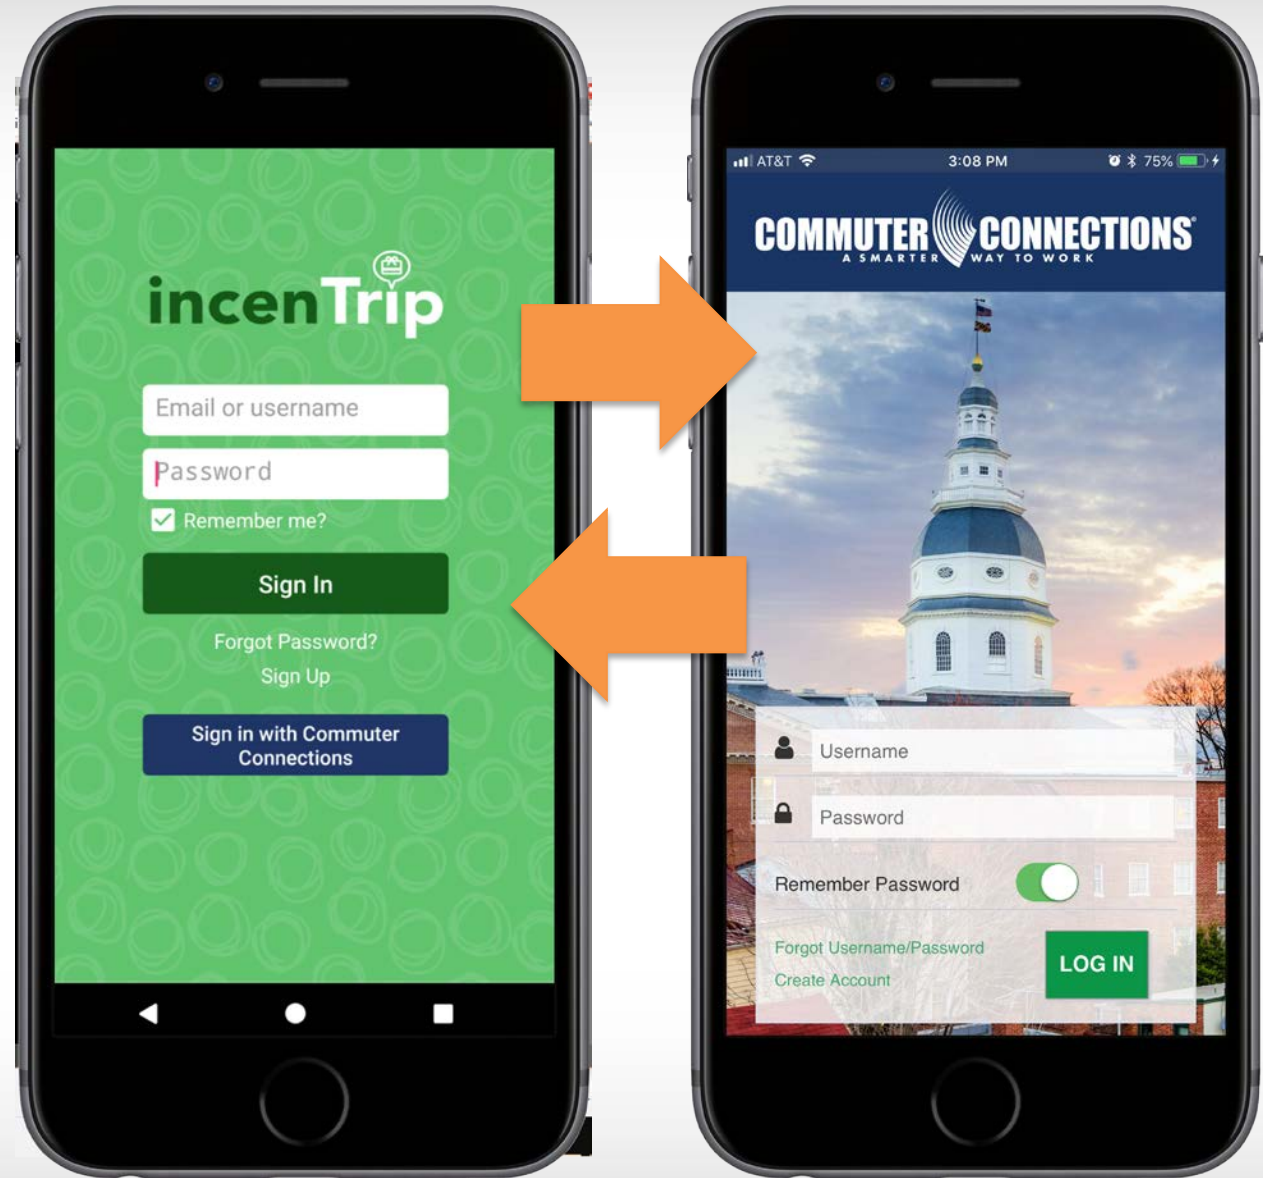 incenTrip
Email or username
Password
Remember me?
Sign In
Forgot Password?
Sign Up
Sign in with Commuter
Connections
AT&T
3:08 PM
75%
COMMUTER CONNECTIONS®
A SMARTER WAY TO WORK
Username
Password
Remember Password
Forgot Username/Password
Create Account
LOG IN